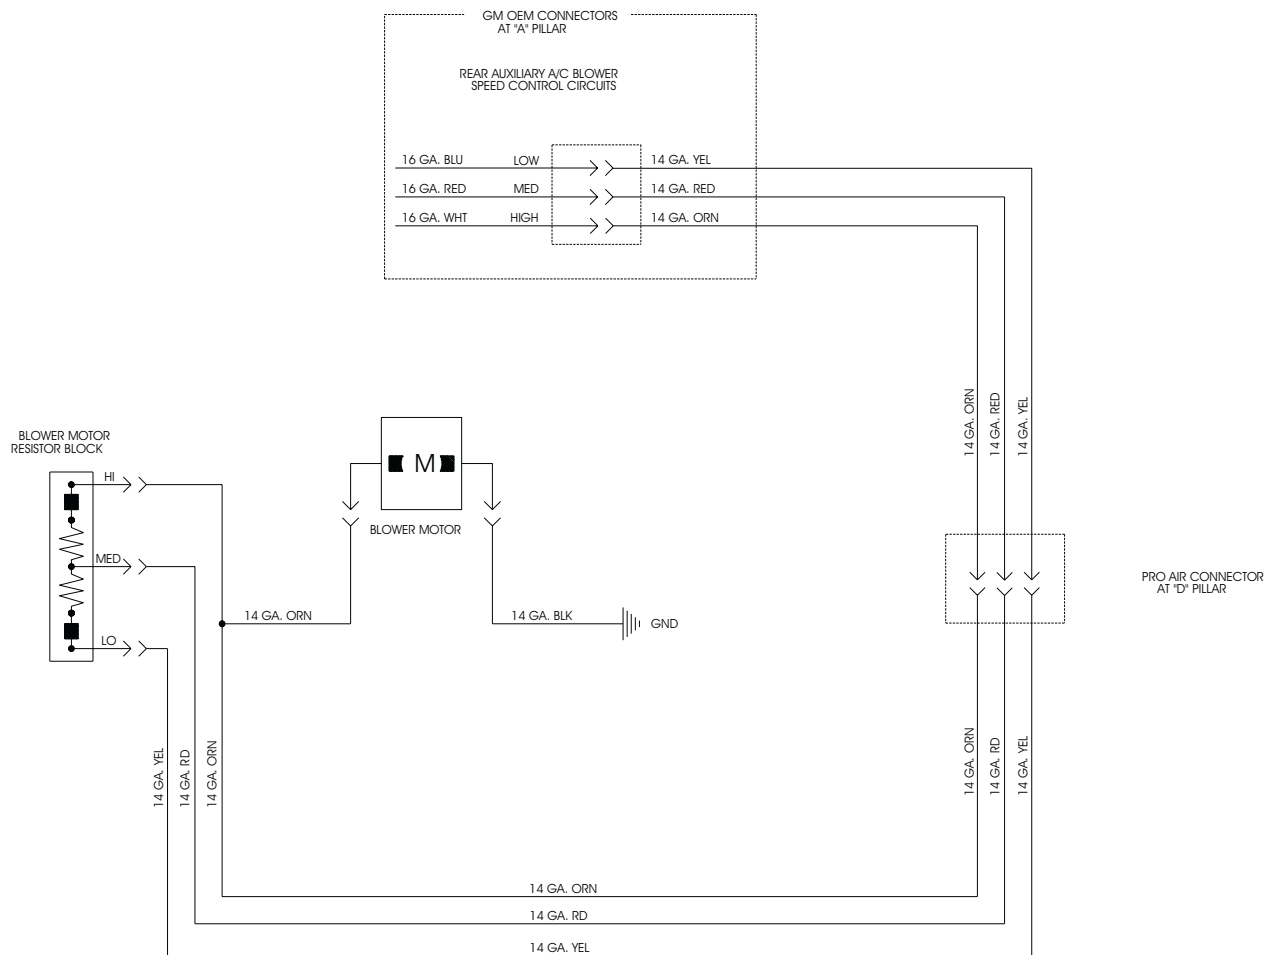 GM OEM CONNECTORS
AT "A" PILLAR
REAR AUXILIARY A/C BLOWER
SPEED CONTROL CIRCUITS
16 GA. BLU LOW 14 GA. YEL
16 GA. RED MED 14 GA. RED
16 GA. WHT HIGH 14 GA. ORN
14 GA. ORN
14 GA. RED
14 GA. YEL
BLOWER MOTOR
RESISTOR BLOCK
HI
MED
LO
M
BLOWER MOTOR
14 GA. ORN
14 GA. BLK
GND
PRO AIR CONNECTOR
AT "D" PILLAR
14 GA. YEL
14 GA. RD
14 GA. ORN
14 GA. ORN
14 GA. RD
14 GA. YEL
14 GA. ORN
14 GA. RD
14 GA. YEL